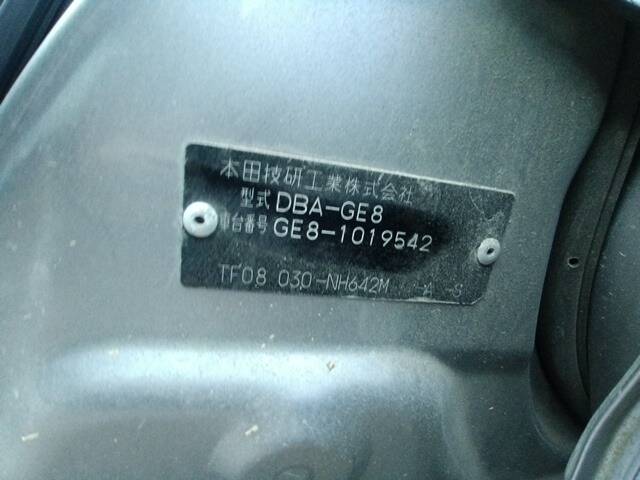 本田技研工業株式会社
型式 DBA-GE8
車台番号 GE8-1019542
TF08 030-NH642M -A -S